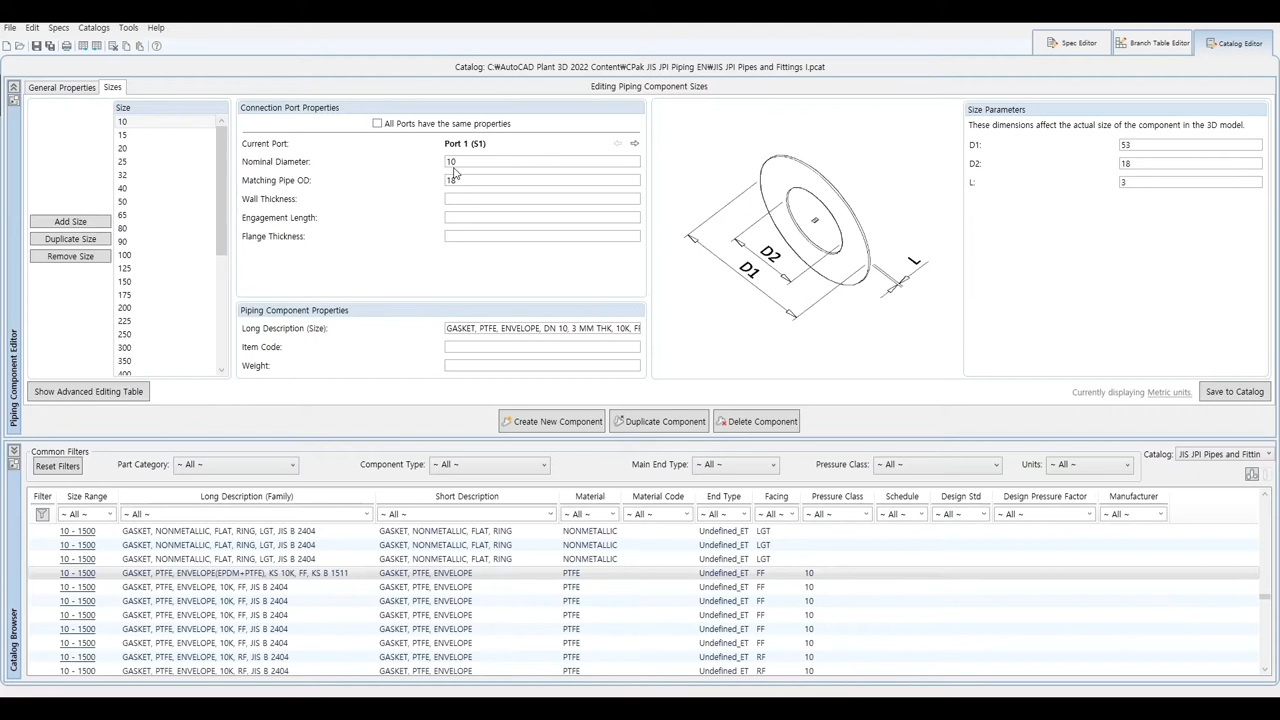 File Edit Specs Catalogs Tools Help
Spec Editor Branch Table Editor Catalog Editor
Catalog: C:₩AutoCAD Plant 3D 2022 Content₩CPak JIS JPI Piping EN₩JIS JPI Pipes and Fittings I.pcat
General Properties Sizes Editing Piping Component Sizes
Size
10
15
20
25
32
40
50
65
80
90
100
125
150
175
200
225
250
300
350
400
Add Size
Duplicate Size
Remove Size
Show Advanced Editing Table
Piping Component Editor
Connection Port Properties
All Ports have the same properties
Current Port: Port 1 (S1)
Nominal Diameter: 10
Matching Pipe OD: 18
Wall Thickness:
Engagement Length:
Flange Thickness:
Piping Component Properties
Long Description (Size): GASKET, PTFE, ENVELOPE, DN 10, 3 MM THK, 10K, FF
Item Code:
Weight:
B
D2
D1
L
Size Parameters
These dimensions affect the actual size of the component in the 3D model.
D1: 53
D2: 18
L: 3
Currently displaying Metric units. Save to Catalog
Create New Component Duplicate Component Delete Component
Catalog Browser
Common Filters Catalog: JIS JPI Pipes and Fittin
Reset Filters Part Category: ~ All ~ Component Type: ~ All ~ Main End Type: ~ All ~ Pressure Class: ~ All ~ Units: ~ All ~
Filter Size Range Long Description (Family) Short Description Material Material Code End Type Facing Pressure Class Schedule Design Std Design Pressure Factor Manufacturer
~ All ~ ~ All ~ ~ All ~ ~ All ~ ~ All ~ ~ All ~ ~ All ~ ~ All ~ ~ All ~ ~ All ~ ~ All ~ ~ All ~
10 - 1500 GASKET, NONMETALLIC, FLAT, RING, LGT, JIS B 2404 GASKET, NONMETALLIC, FLAT, RING NONMETALLIC Undefined_ET LGT
10 - 1500 GASKET, NONMETALLIC, FLAT, RING, LGT, JIS B 2404 GASKET, NONMETALLIC, FLAT, RING NONMETALLIC Undefined_ET LGT
10 - 1500 GASKET, NONMETALLIC, FLAT, RING, LGT, JIS B 2404 GASKET, NONMETALLIC, FLAT, RING NONMETALLIC Undefined_ET LGT
10 - 1500 GASKET, PTFE, ENVELOPE(EPDM+PTFE), KS 10K, FF, KS B 1511 GASKET, PTFE, ENVELOPE PTFE Undefined_ET FF 10
10 - 1500 GASKET, PTFE, ENVELOPE, 10K, FF, JIS B 2404 GASKET, PTFE, ENVELOPE PTFE Undefined_ET FF 10
10 - 1500 GASKET, PTFE, ENVELOPE, 10K, FF, JIS B 2404 GASKET, PTFE, ENVELOPE PTFE Undefined_ET FF 10
10 - 1500 GASKET, PTFE, ENVELOPE, 10K, FF, JIS B 2404 GASKET, PTFE, ENVELOPE PTFE Undefined_ET FF 10
10 - 1500 GASKET, PTFE, ENVELOPE, 10K, FF, JIS B 2404 GASKET, PTFE, ENVELOPE PTFE Undefined_ET FF 10
10 - 1500 GASKET, PTFE, ENVELOPE, 10K, FF, JIS B 2404 GASKET, PTFE, ENVELOPE PTFE Undefined_ET FF 10
10 - 1500 GASKET, PTFE, ENVELOPE, 10K, RF, JIS B 2404 GASKET, PTFE, ENVELOPE PTFE Undefined_ET RF 10
10 - 1500 GASKET, PTFE, ENVELOPE, 10K, RF, JIS B 2404 GASKET, PTFE, ENVELOPE PTFE Undefined_ET RF 10